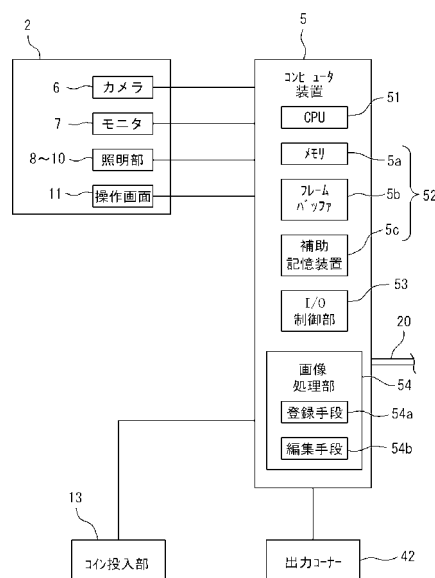 2
5
6
カメラ
7
モニタ
8～10
照明部
11
操作画面
コンピュータ
装置
CPU
51
メモリ
5a
フレーム
バッファ
5b
52
補助
記憶装置
5c
I/O
制御部
53
20
画像
処理部
54
登録手段
54a
編集手段
54b
13
コイン投入部
出力コーナー
42